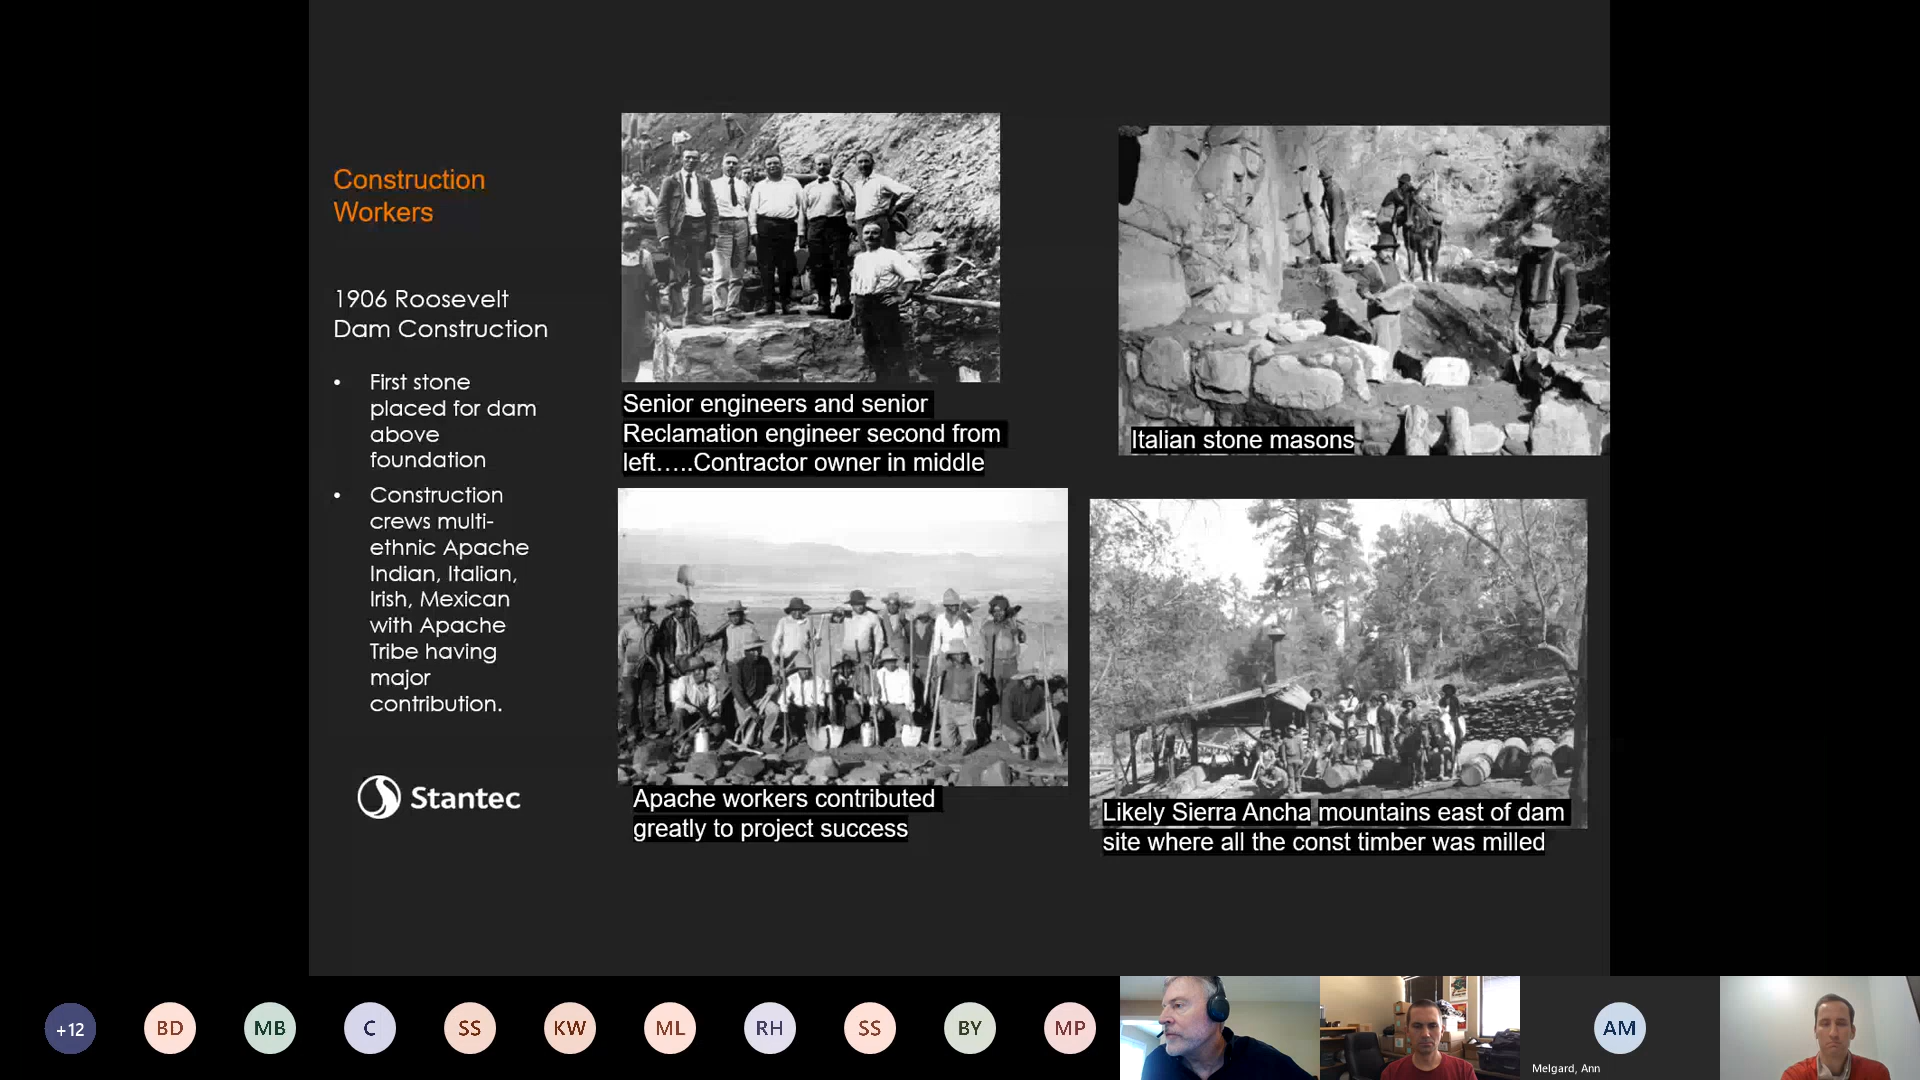 Construction
Workers
1906 Roosevelt
Dam Construction
• First stone
placed for dam
above
foundation
• Construction
crews multi-
ethnic Apache
Indian, Italian,
Irish, Mexican
with Apache
Tribe having
major
contribution.
Stantec
Senior engineers and senior
Reclamation engineer second from
left…..Contractor owner in middle
Italian stone masons
Apache workers contributed
greatly to project success
Likely Sierra Ancha mountains east of dam
site where all the const timber was milled
+12
BD
MB
C
SS
KW
ML
RH
SS
BY
MP
AM
Melgard, Ann